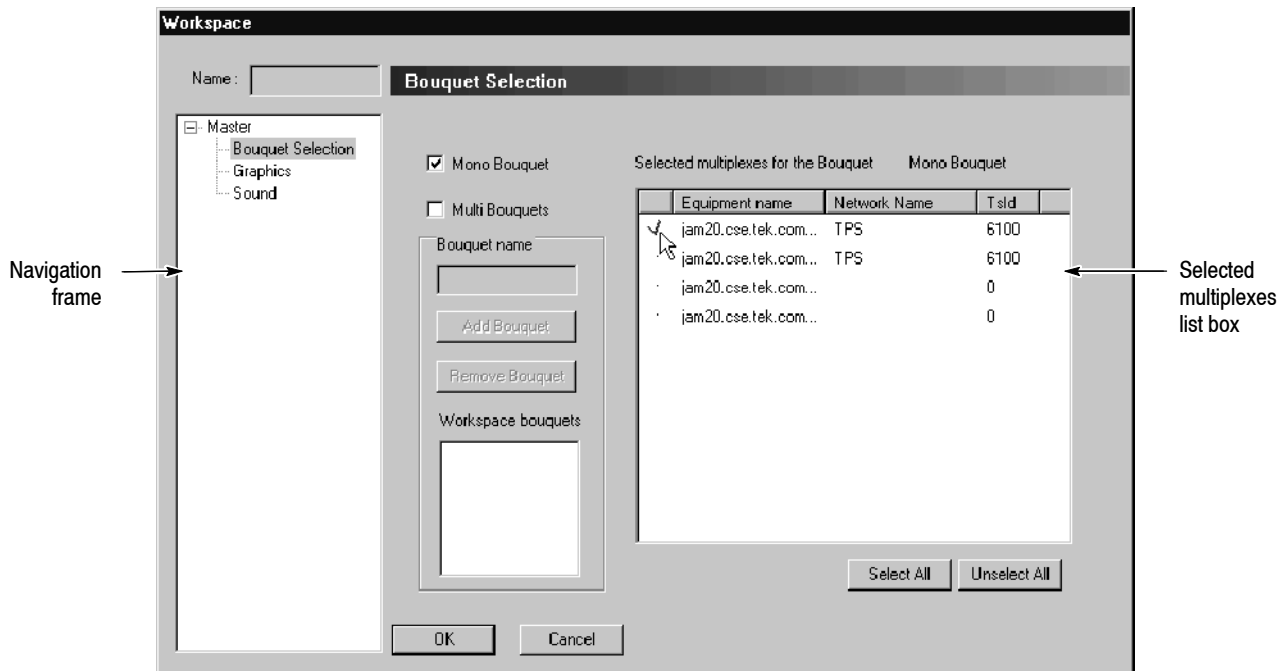 Workspace
Name :
Bouquet Selection
Master
Bouquet Selection
Graphics
Sound
Mono Bouquet
Multi Bouquets
Bouquet name
Add Bouquet
Remove Bouquet
Workspace bouquets
Selected multiplexes for the Bouquet Mono Bouquet
Equipment name Network Name TsId
jam20.cse.tek.com... TPS 6100
jam20.cse.tek.com... TPS 6100
jam20.cse.tek.com... 0
jam20.cse.tek.com... 0
Select All Unselect All
OK Cancel
Navigation
frame
Selected
multiplexes
list box